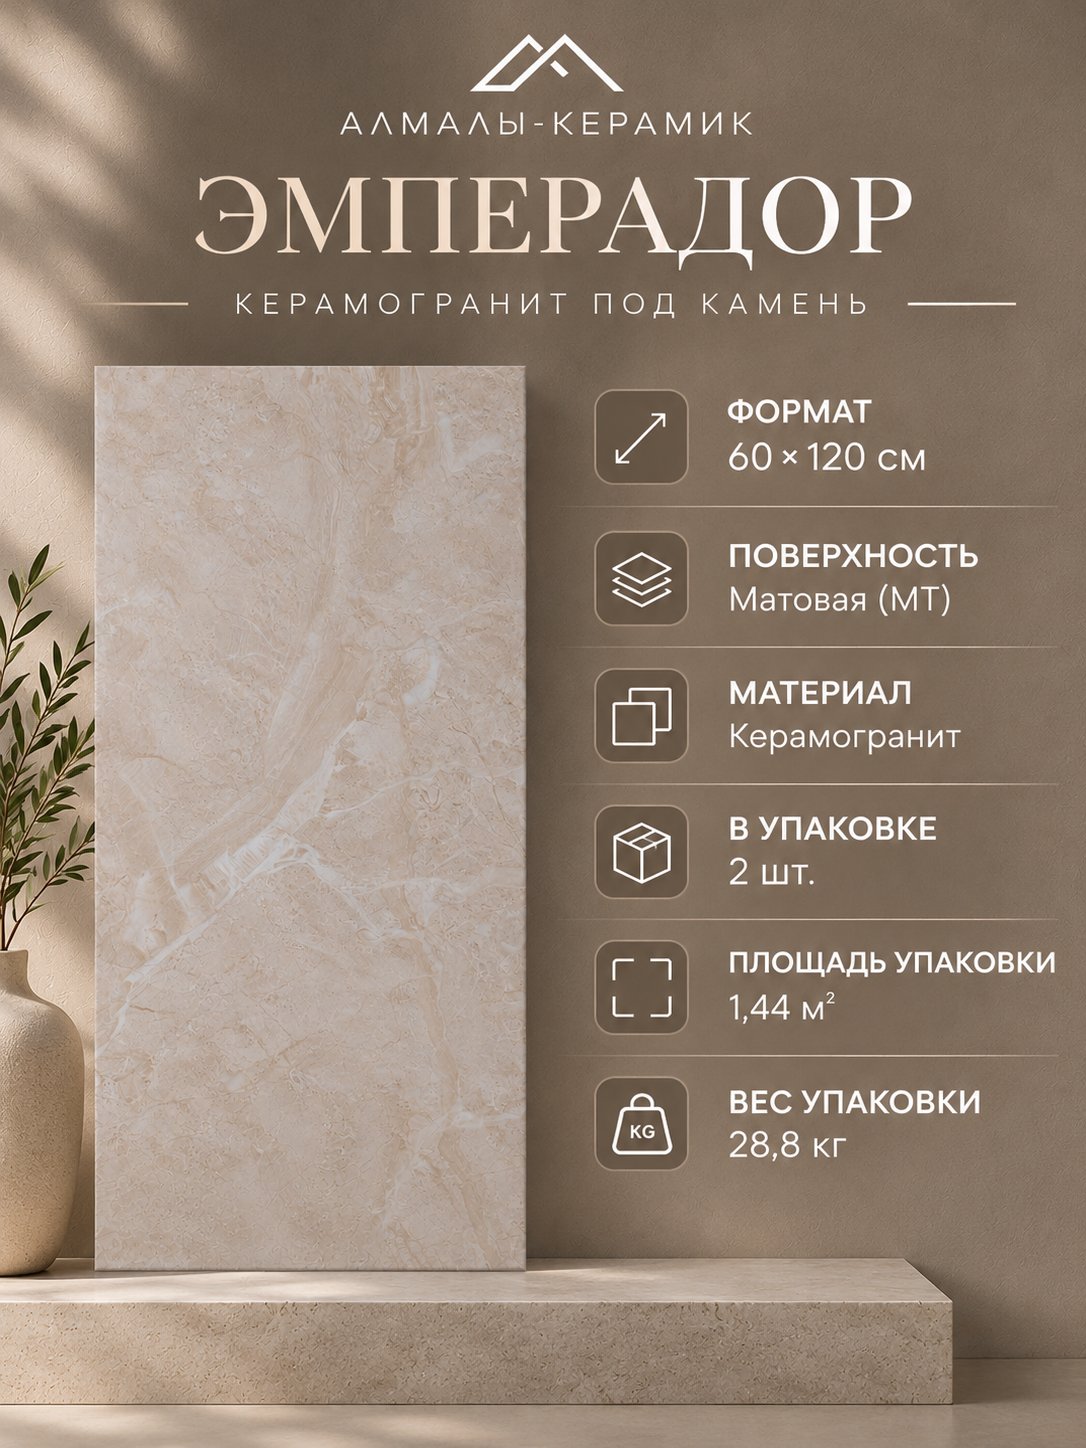 АЛМАЛЫ-КЕРАМИК
ЭМПЕРАДОР
КЕРАМОГРАНИТ ПОД КАМЕНЬ
ФОРМАТ
60 × 120 см
ПОВЕРХНОСТЬ
Матовая (МТ)
МАТЕРИАЛ
Керамогранит
В УПАКОВКЕ
2 шт.
ПЛОЩАДЬ УПАКОВКИ
1,44 м²
ВЕС УПАКОВКИ
KG
28,8 кг